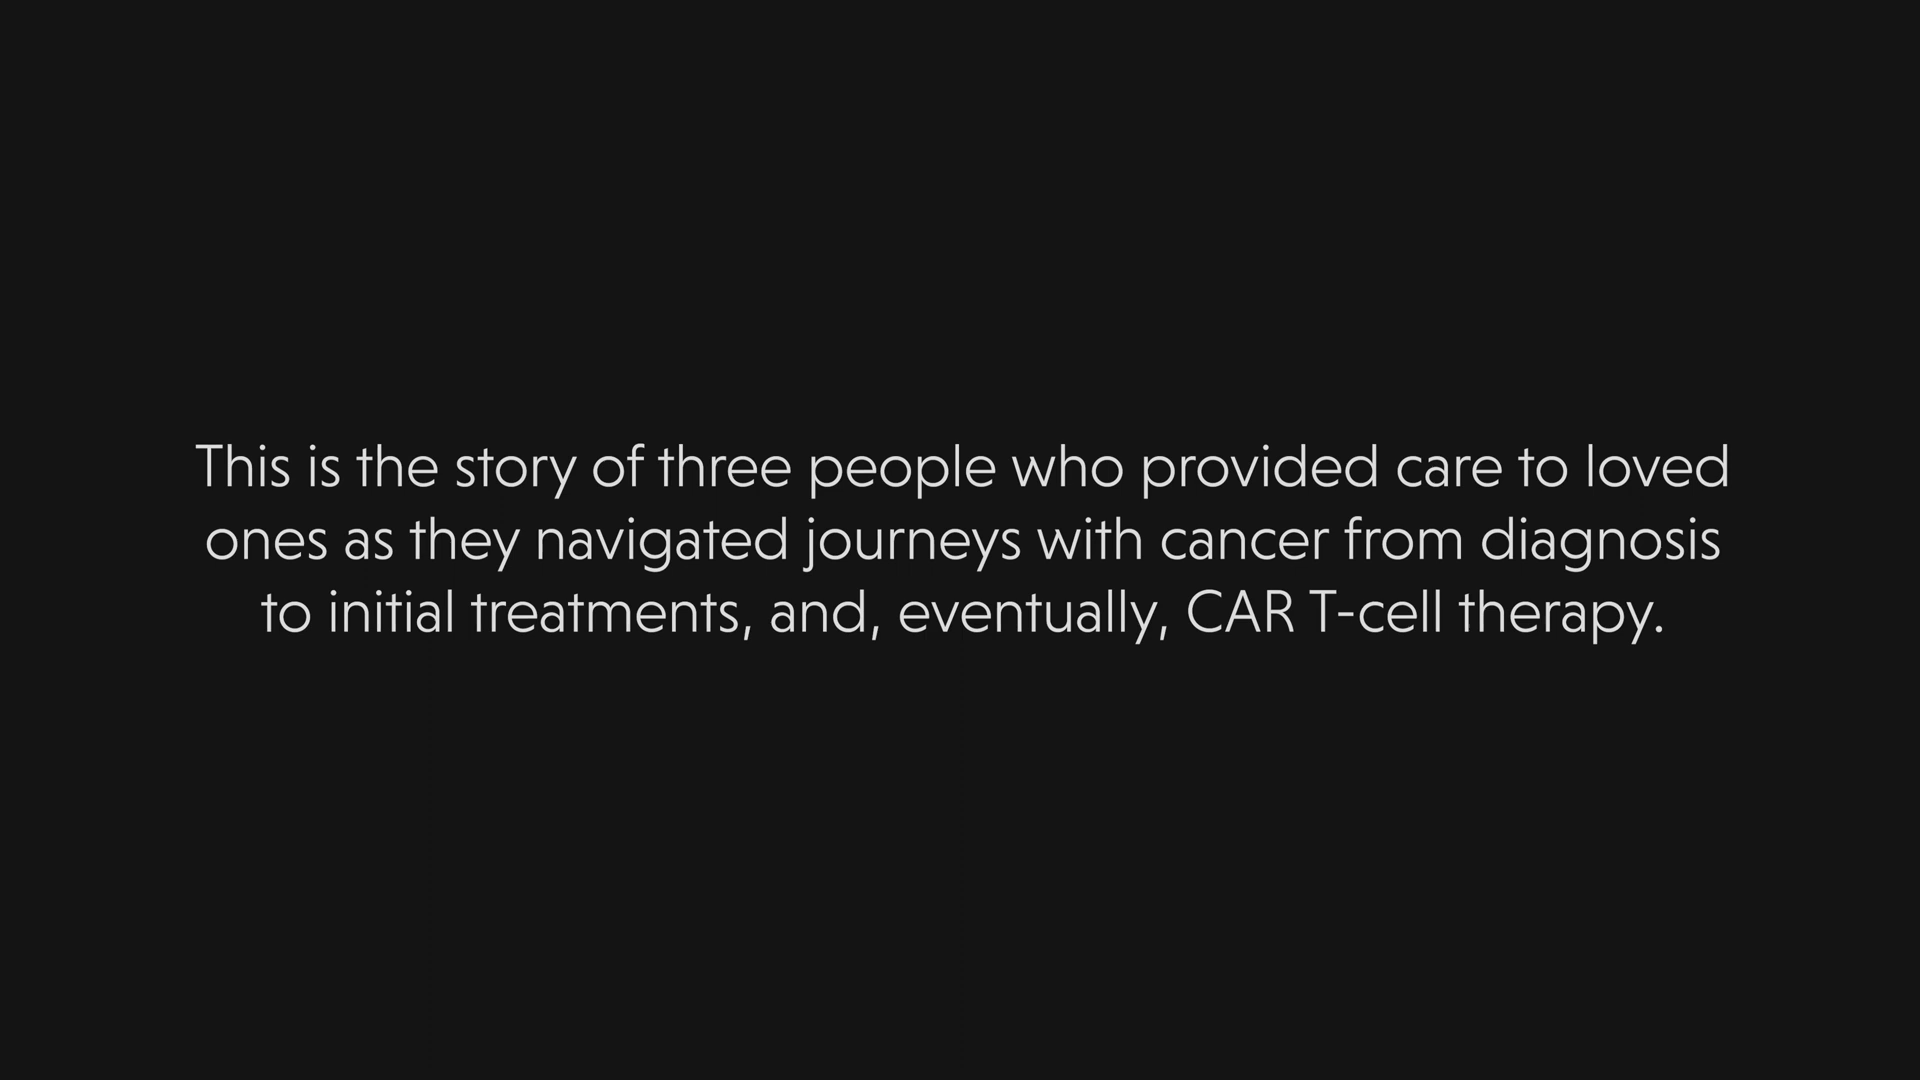 This is the story of three people who provided care to loved
ones as they navigated journeys with cancer from diagnosis
to initial treatments, and, eventually, CAR T-cell therapy.